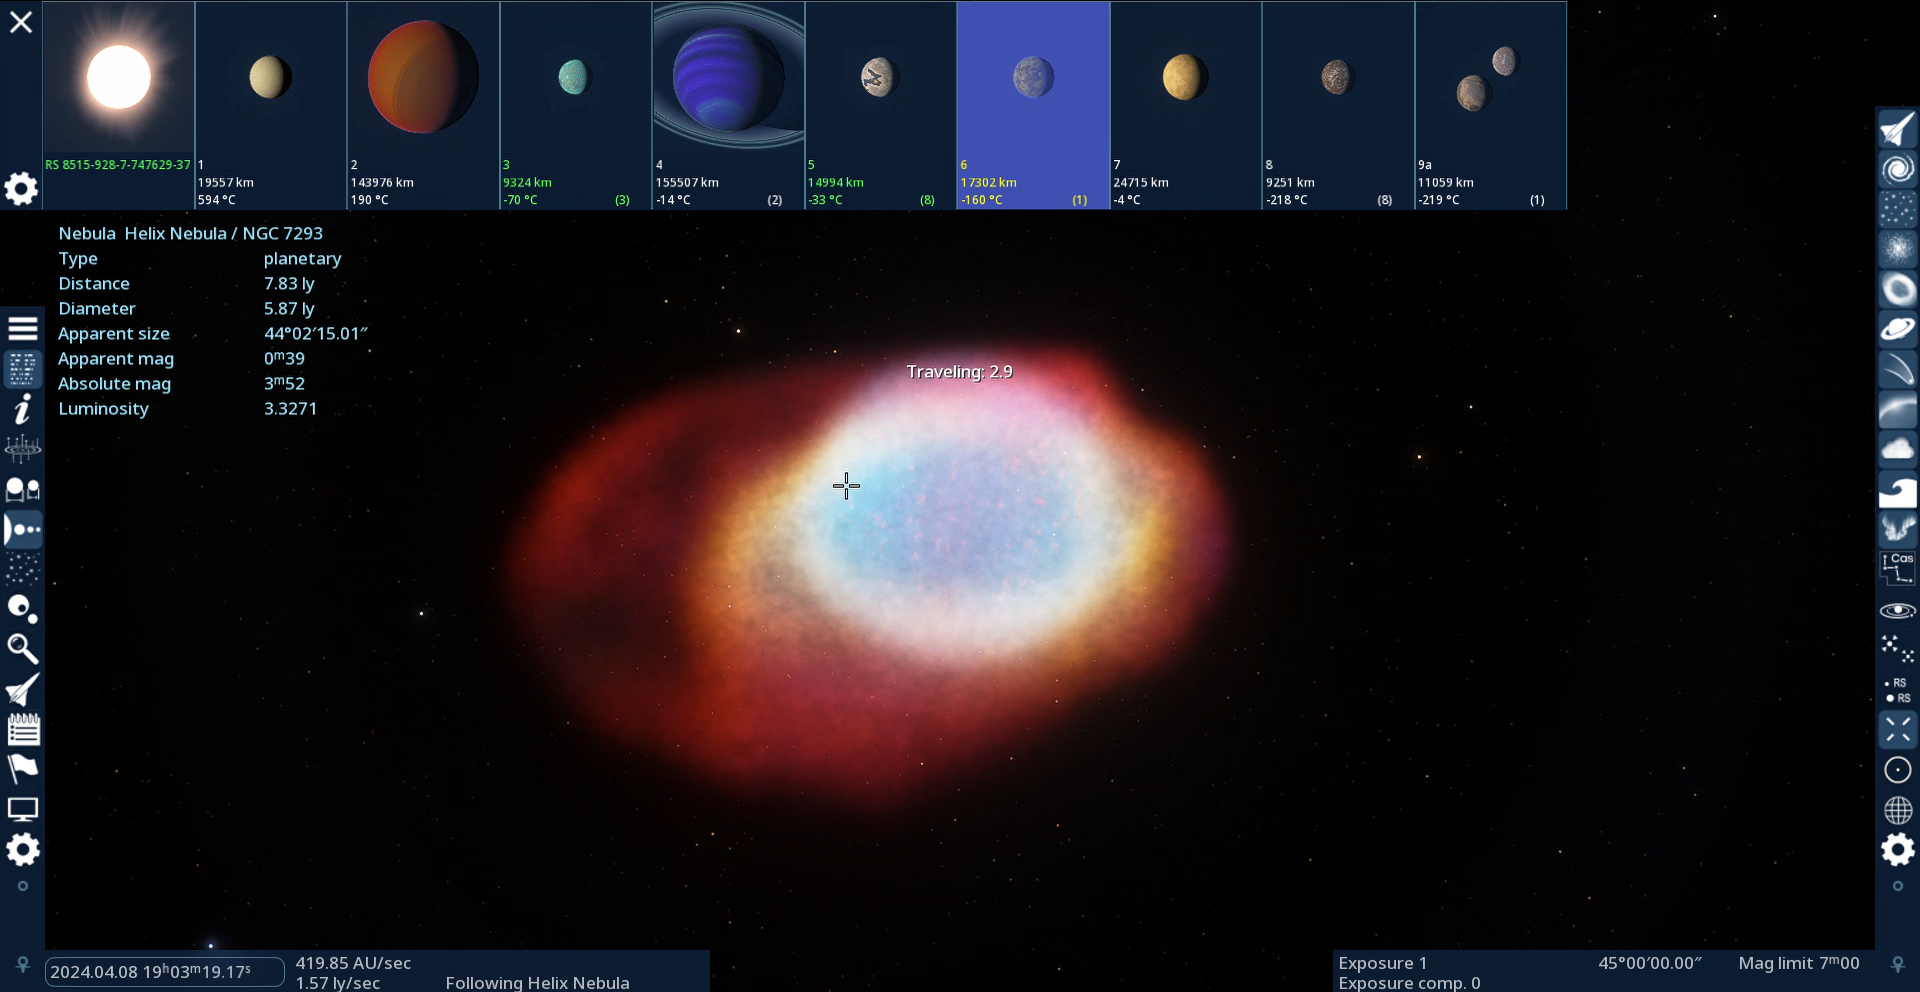 RS 8515-928-7-747629-37
1
19557 km
594 °C
2
143976 km
190 °C
3
9324 km
-70 °C (3)
4
155507 km
-14 °C (2)
5
14994 km
-33 °C (8)
6
17302 km
-160 °C (1)
7
24715 km
-4 °C
8
9251 km
-218 °C (8)
9a
11059 km
-219 °C (1)
Nebula Helix Nebula / NGC 7293
Type planetary
Distance 7.83 ly
Diameter 5.87 ly
Apparent size 44°02′15.01″
Apparent mag 0ᵐ39
Absolute mag 3ᵐ52
Luminosity 3.3271
Traveling: 2.9
Cas
RS
RS
2024.04.08 19ʰ03ᵐ19.17ˢ
419.85 AU/sec
1.57 ly/sec Following Helix Nebula
Exposure 1 45°00′00.00″ Mag limit 7ᵐ00
Exposure comp. 0